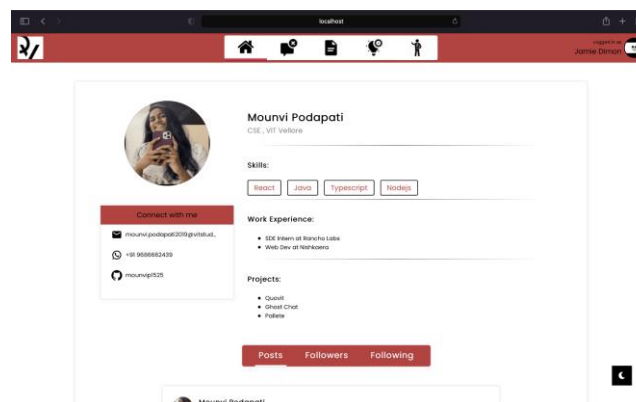 localhost
Logged in as
Jamie Dimon
Mounvi Podapati
CSE , VIT Vellore
Skills:
React Java Typescript Nodejs
Connect with me
mounvi.podapati2019@vitstud..
+91 9686882439
mounvip1525
Work Experience:
SDE Intern at Rancho Labs
Web Dev at Nishkaera
Projects:
Quovit
Ghost Chat
Pallete
Posts Followers Following
Mounvi Podapati